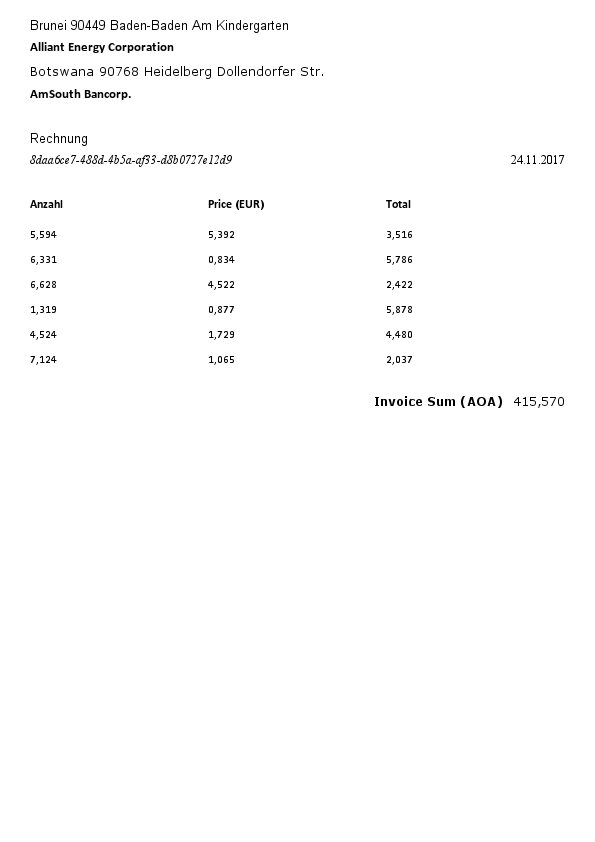 Brunei 90449 Baden-Baden Am Kindergarten
Alliant Energy Corporation
Botswana 90768 Heidelberg Dollendorfer Str.
AmSouth Bancorp.
Rechnung
8daa6ce7-488d-4b5a-af33-d8b0727e12d9 24.11.2017
Anzahl Price (EUR) Total
5,594 5,392 3,516
6,331 0,834 5,786
6,628 4,522 2,422
1,319 0,877 5,878
4,524 1,729 4,480
7,124 1,065 2,037
Invoice Sum (AOA) 415,570